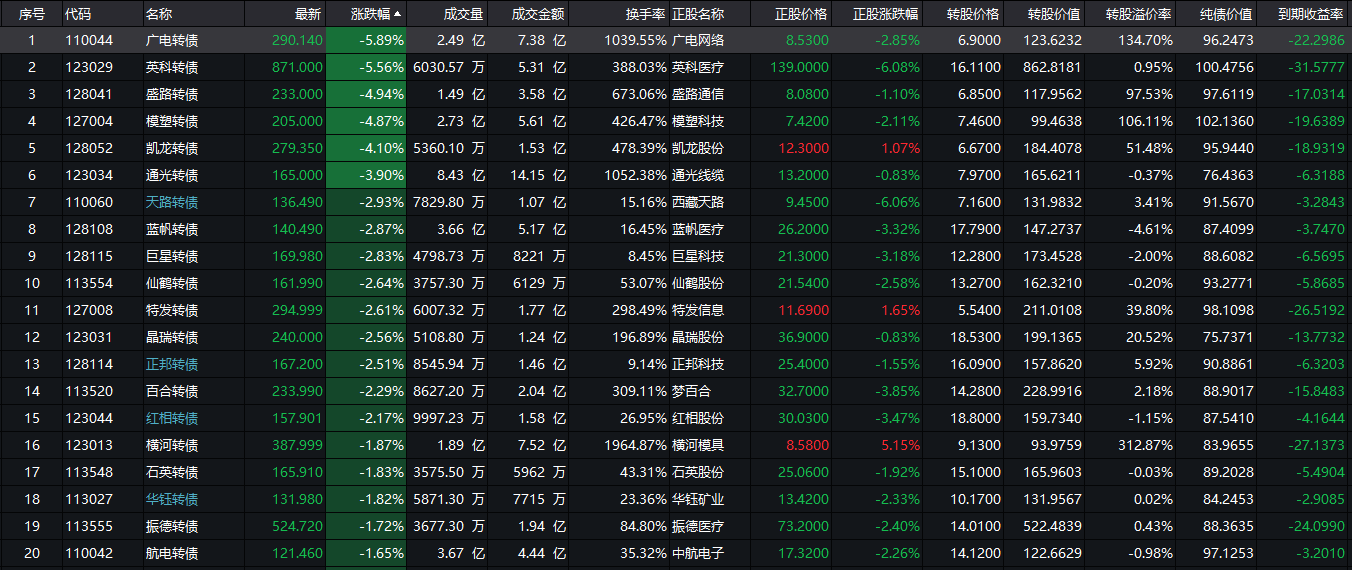 序号 代码 名称 最新 涨跌幅▲ 成交量 成交金额 换手率 正股名称 正股价格 正股涨跌幅 转股价格 转股价值 转股溢价率 纯债价值 到期收益率
1 110044 广电转债 290.140 -5.89% 2.49 亿 7.38 亿 1039.55% 广电网络 8.5300 -2.85% 6.9000 123.6232 134.70% 96.2473 -22.2986
2 123029 英科转债 871.000 -5.56% 6030.57 万 5.31 亿 388.03% 英科医疗 139.0000 -6.08% 16.1100 862.8181 0.95% 100.4756 -31.5777
3 128041 盛路转债 233.000 -4.94% 1.49 亿 3.58 亿 673.06% 盛路通信 8.0800 -1.10% 6.8500 117.9562 97.53% 97.6119 -17.0314
4 127004 模塑转债 205.000 -4.87% 2.73 亿 5.61 亿 426.47% 模塑科技 7.4200 -2.11% 7.4600 99.4638 106.11% 102.1360 -19.6389
5 128052 凯龙转债 279.350 -4.10% 5360.10 万 1.53 亿 478.39% 凯龙股份 12.3000 1.07% 6.6700 184.4078 51.48% 95.9440 -18.9319
6 123034 通光转债 165.000 -3.90% 8.43 亿 14.15 亿 1052.38% 通光线缆 13.2000 -0.83% 7.9700 165.6211 -0.37% 76.4363 -6.3188
7 110060 天路转债 136.490 -2.93% 7829.80 万 1.07 亿 15.16% 西藏天路 9.4500 -6.06% 7.1600 131.9832 3.41% 91.5670 -3.2843
8 128108 蓝帆转债 140.490 -2.87% 3.66 亿 5.17 亿 16.45% 蓝帆医疗 26.2000 -3.32% 17.7900 147.2737 -4.61% 87.4099 -3.7470
9 128115 巨星转债 169.980 -2.83% 4798.73 万 8221 万 8.45% 巨星科技 21.3000 -3.18% 12.2800 173.4528 -2.00% 88.6082 -6.5695
10 113554 仙鹤转债 161.990 -2.64% 3757.30 万 6129 万 53.07% 仙鹤股份 21.5400 -2.58% 13.2700 162.3210 -0.20% 93.2771 -5.8685
11 127008 特发转债 294.999 -2.61% 6007.32 万 1.77 亿 298.49% 特发信息 11.6900 1.65% 5.5400 211.0108 39.80% 98.1098 -26.5192
12 123031 晶瑞转债 240.000 -2.56% 5108.80 万 1.24 亿 196.89% 晶瑞股份 36.9000 -0.83% 18.5300 199.1365 20.52% 75.7371 -13.7732
13 128114 正邦转债 167.200 -2.51% 8545.94 万 1.46 亿 9.14% 正邦科技 25.4000 -1.55% 16.0900 157.8620 5.92% 90.8861 -6.3203
14 113520 百合转债 233.990 -2.29% 8627.20 万 2.04 亿 309.11% 梦百合 32.7000 -3.85% 14.2800 228.9916 2.18% 88.9017 -15.8483
15 123044 红相转债 157.901 -2.17% 9997.23 万 1.58 亿 26.95% 红相股份 30.0300 -3.47% 18.8000 159.7340 -1.15% 87.5410 -4.1644
16 123013 横河转债 387.999 -1.87% 1.89 亿 7.52 亿 1964.87% 横河模具 8.5800 5.15% 9.1300 93.9759 312.87% 83.9655 -27.1373
17 113548 石英转债 165.910 -1.83% 3575.50 万 5962 万 43.31% 石英股份 25.0600 -1.92% 15.1000 165.9603 -0.03% 89.2028 -5.4904
18 113027 华钰转债 131.980 -1.82% 5871.30 万 7715 万 23.36% 华钰矿业 13.4200 -2.33% 10.1700 131.9567 0.02% 84.2453 -2.9085
19 113555 振德转债 524.720 -1.72% 3677.30 万 1.94 亿 84.80% 振德医疗 73.2000 -2.40% 14.0100 522.4839 0.43% 88.3635 -24.0990
20 110042 航电转债 121.460 -1.65% 3.67 亿 4.44 亿 35.32% 中航电子 17.3200 -2.26% 14.1200 122.6629 -0.98% 97.1253 -3.2010